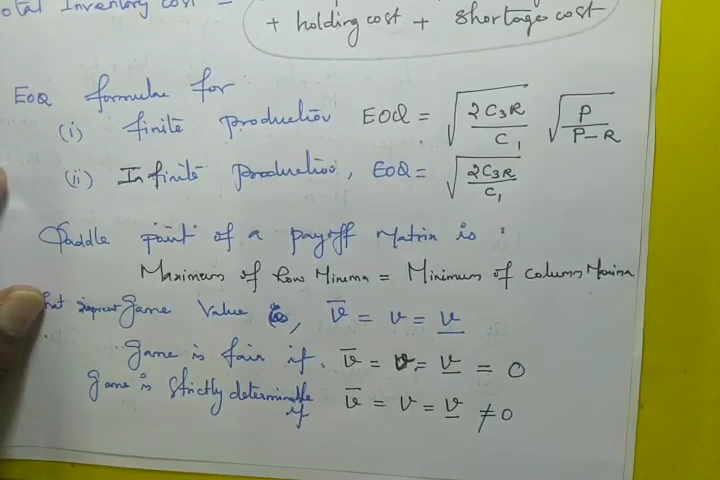 otal Inventory cost =
+ holding cost + shortages cost
EOQ formulae for
(i) finite production EOQ = √(2C₃R / C₁) √(P / P-R)
(ii) Infinite production, EOQ = √(2C₃R / C₁)
Saddle point of a payoff matrix is :
Maximum of Row Minima = Minimum of column Maxima
Game Value is, v̅ = v = v̲
Game is fair if. v̅ = v = v̲ = 0
Game is strictly determinable if v̅ = v = v̲ ≠ 0